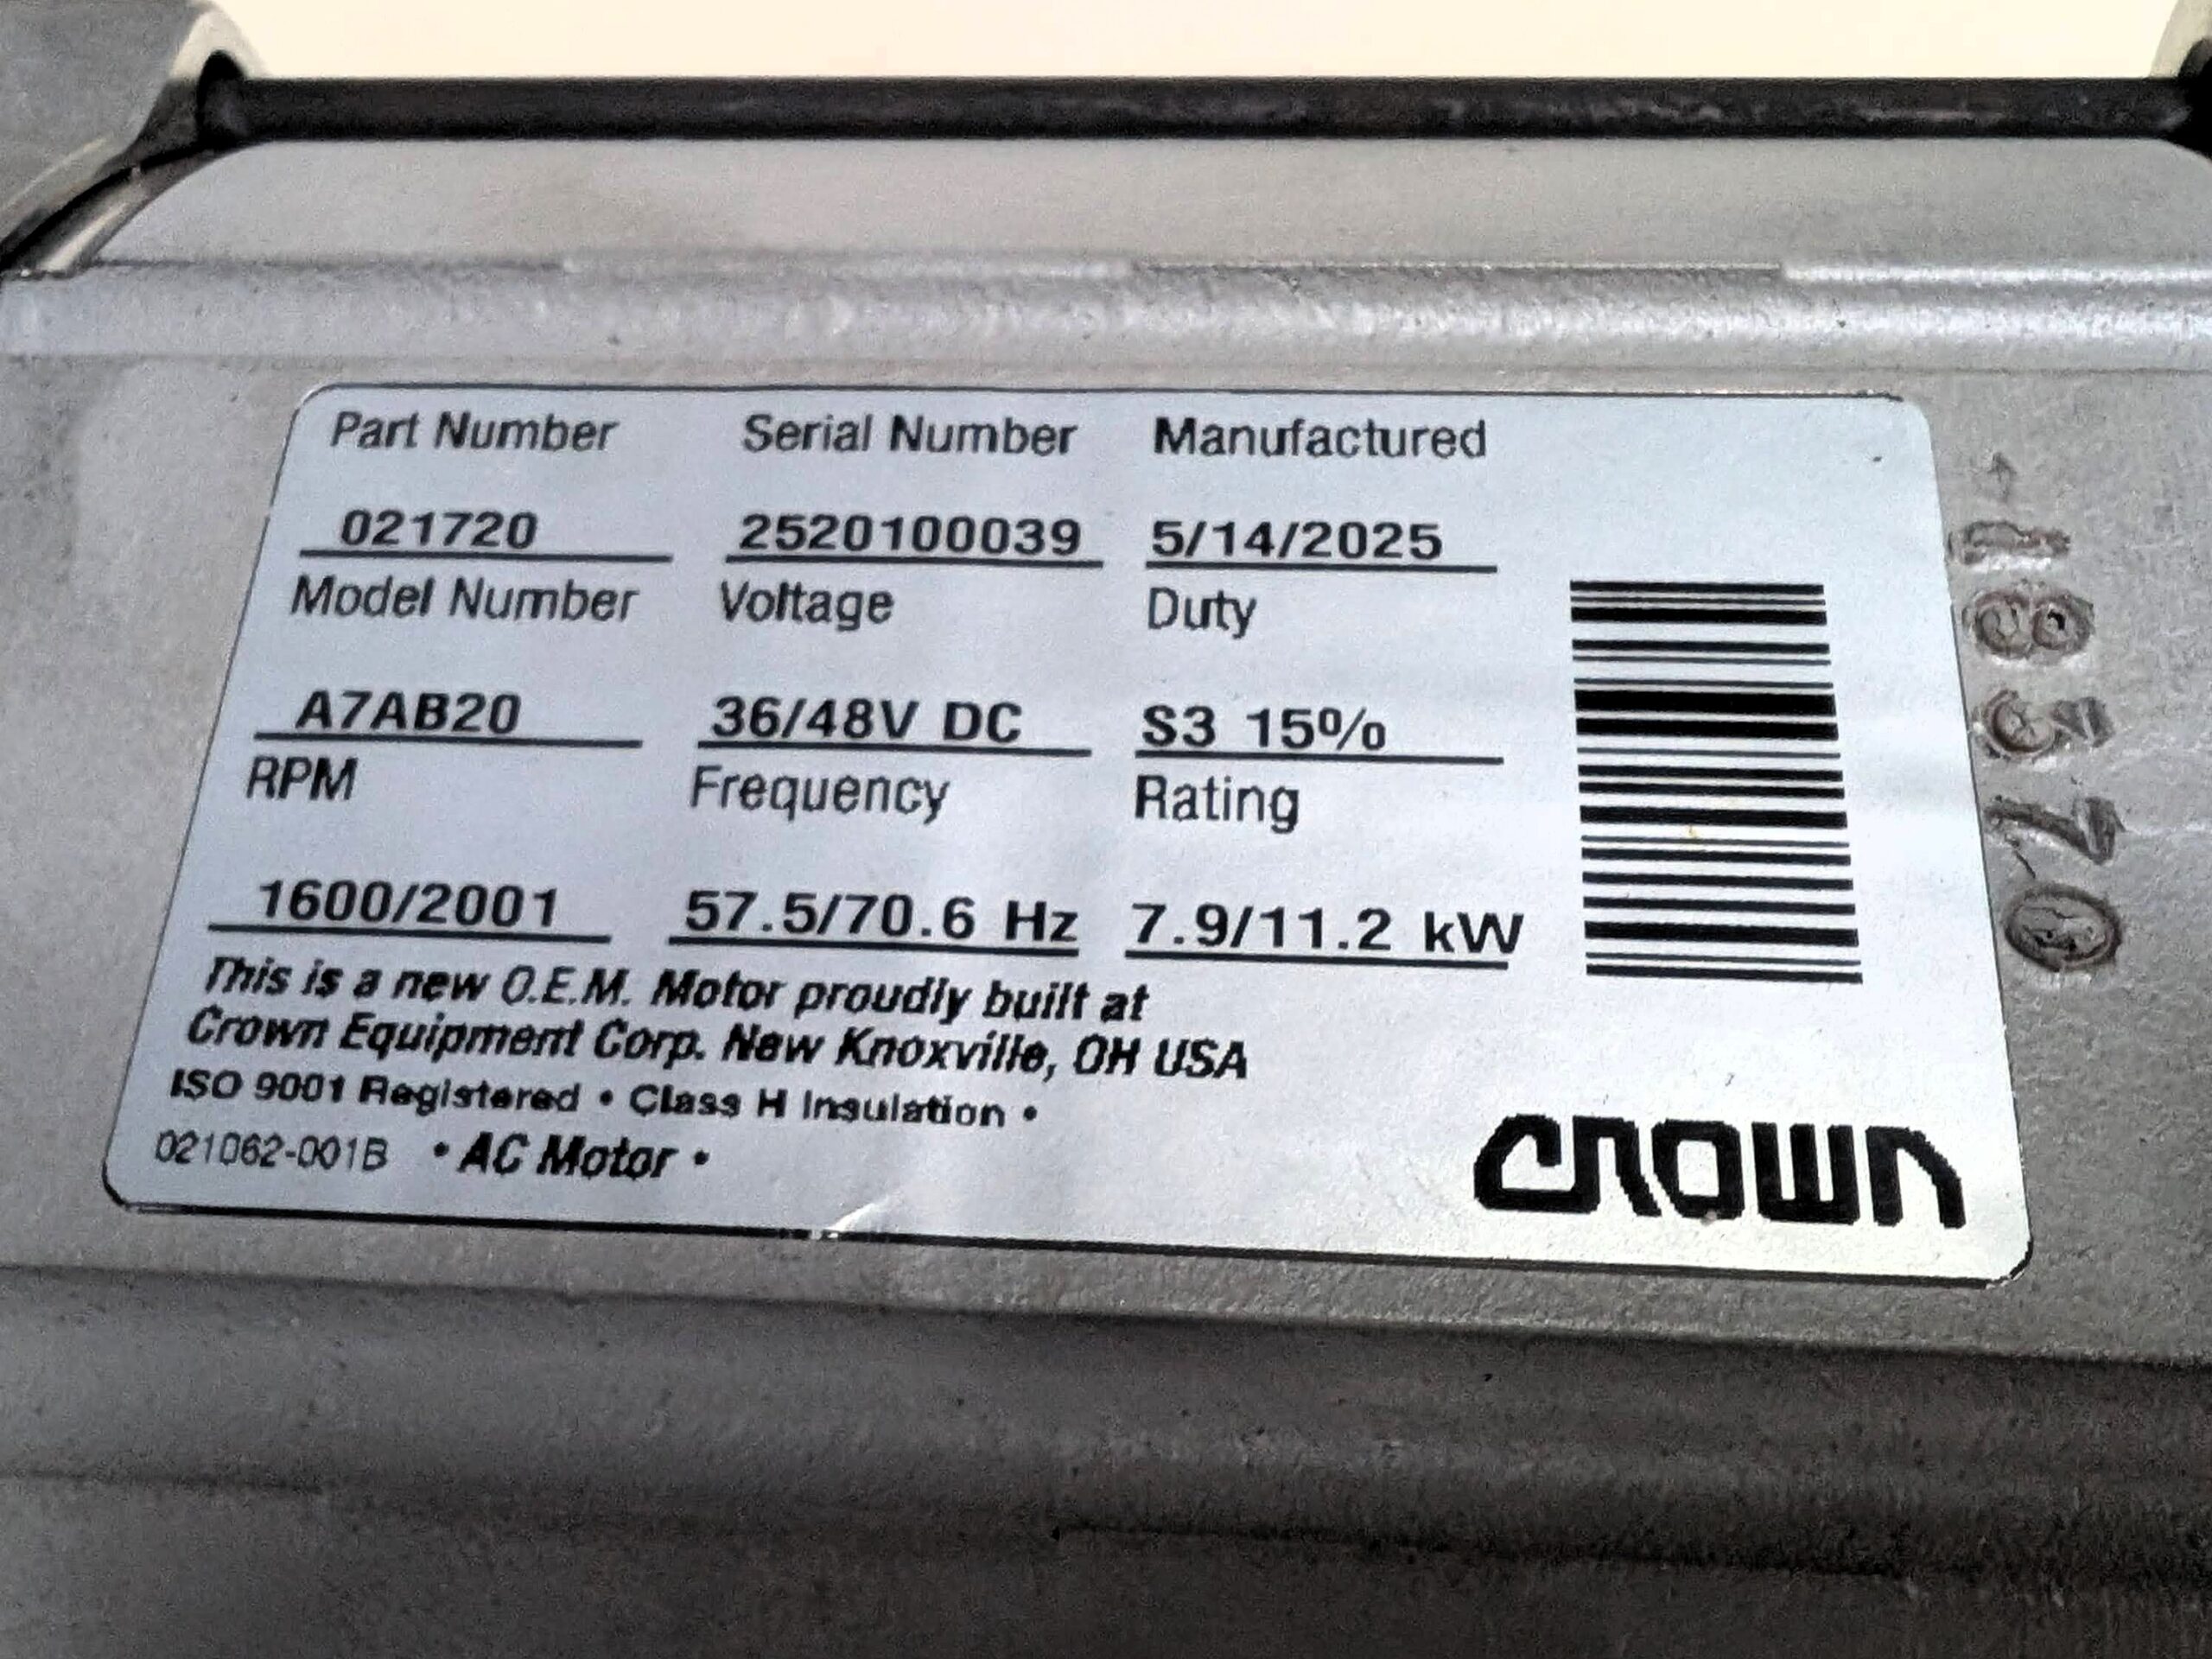 Part Number Serial Number Manufactured
021720 2520100039 5/14/2025
Model Number Voltage Duty
A7AB20 36/48V DC S3 15%
RPM Frequency Rating
1600/2001 57.5/70.6 Hz 7.9/11.2 kW
This is a new O.E.M. Motor proudly built at
Crown Equipment Corp. New Knoxville, OH USA
ISO 9001 Registered • Class H Insulation •
021062-001B • AC Motor •
CROWN